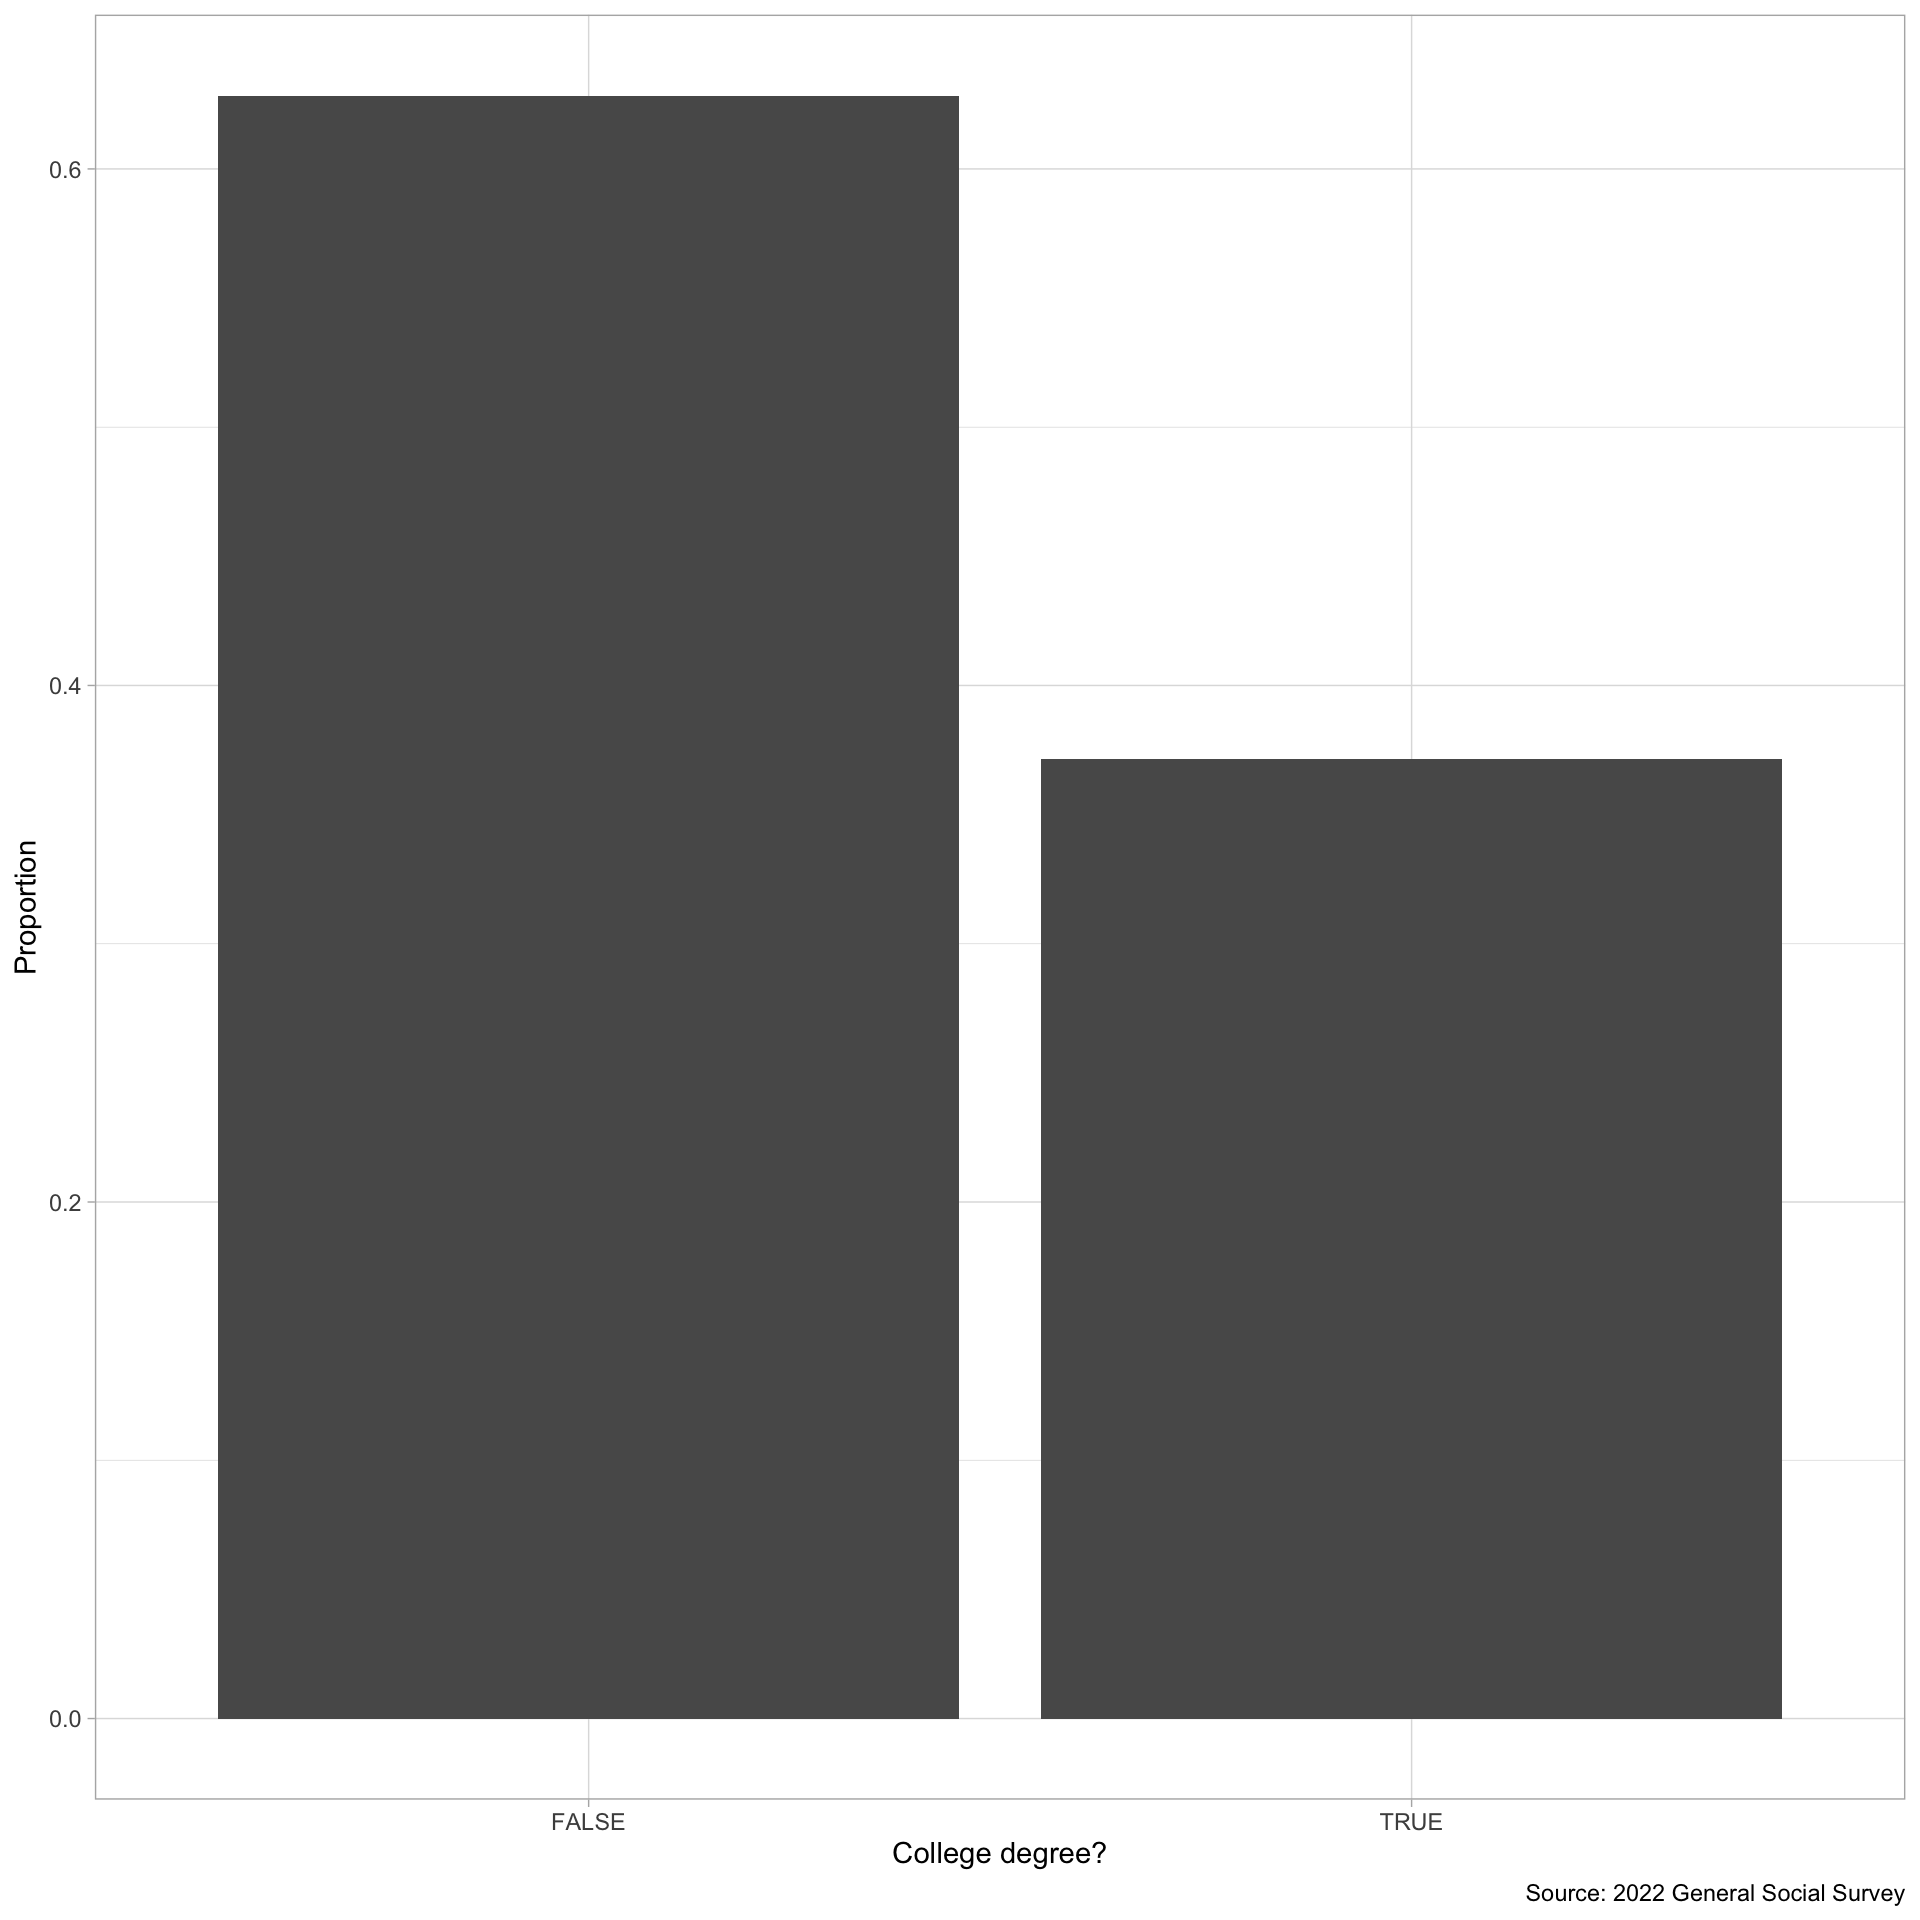 0.6
0.4
0.2
0.0
Proportion
FALSE
TRUE
College degree?
Source: 2022 General Social Survey